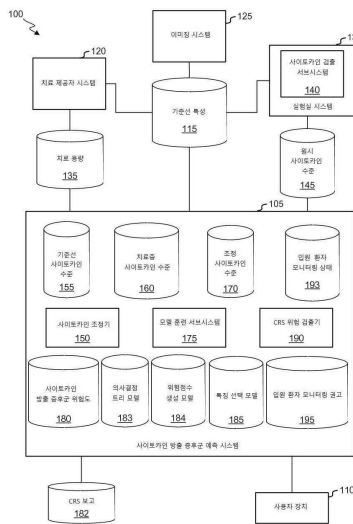 100
120
치료 제공자 시스템
125
이미징 시스템
13
사이토카인 검출
서브시스템
140
실험실 시스템
기준선 특성
115
치료 용량
135
원시
사이토카인
수준
145
105
기준선
사이토카인
수준
155
치료중
사이토카인 수준
160
조정
사이토카인
수준
170
입원 환자
모니터링 상태
193
사이토카인 조정기
150
모델 훈련 서브시스템
175
CRS 위험 검출기
190
사이토카인
방출 증후군 위험도
180
의사결정
트리 모델
183
위험점수
생성 모델
184
특징 선택 모델
185
입원 환자
모니터링 권고
195
사이토카인 방출 증후군 예측 시스템
CRS 보고
182
110
사용자 장치